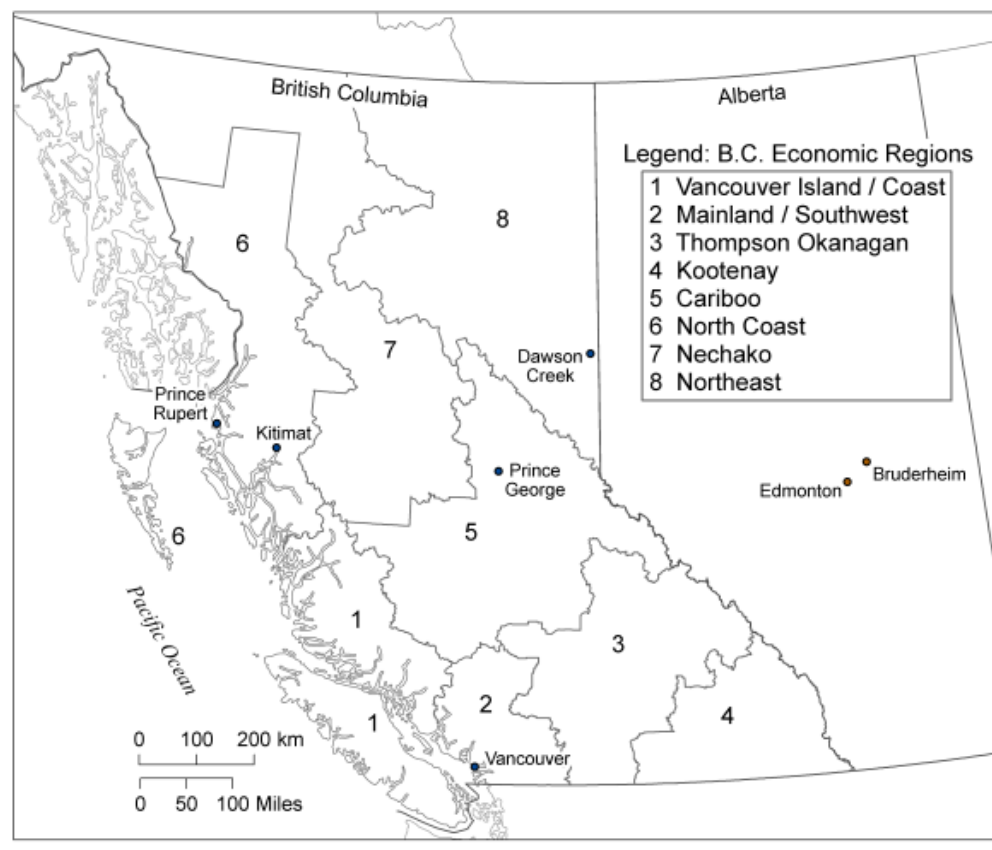 British Columbia
Alberta
Legend: B.C. Economic Regions
1 Vancouver Island / Coast
2 Mainland / Southwest
3 Thompson Okanagan
4 Kootenay
5 Cariboo
6 North Coast
7 Nechako
8 Northeast
8
6
7
Dawson
Creek
Prince
Rupert
Kitimat
Prince
George
Bruderheim
Edmonton
5
6
Pacific Ocean
1
3
2
4
1
Vancouver
0 100 200 km
0 50 100 Miles